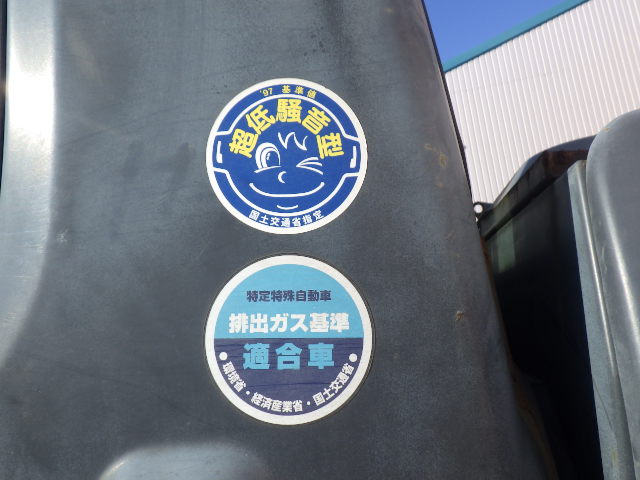 '97 基準値
超低騒音型
国土交通省指定
特定特殊自動車
排出ガス基準
適合車
● 環境省・経済産業省・国土交通省 ●